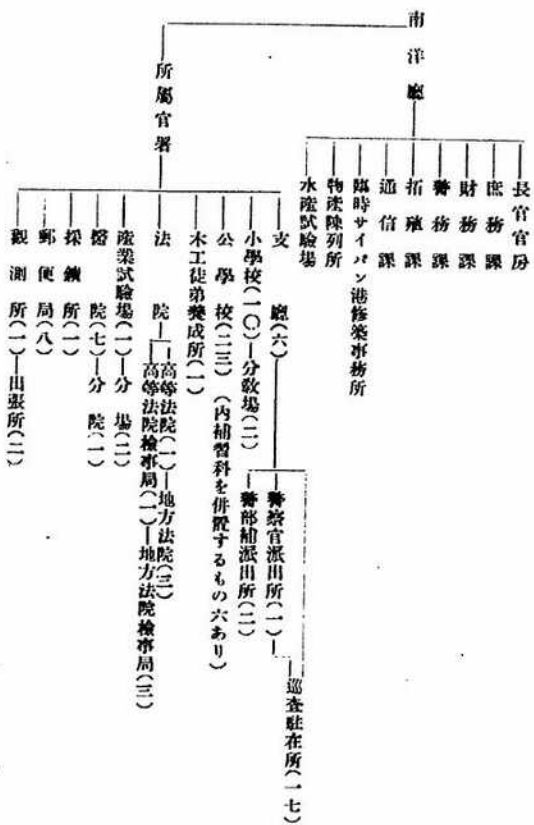 南洋廳
長官官房
庶務課
財務課
警務課
拓殖課
通信課
臨時サイパン港修築事務所
物產陳列所
水產試驗場
所屬官署
支廳(六)
警察官派出所(一)
警部補派出所(二)
巡査駐在所(一七)
小學校(一〇)—分敎場(二)
公學校(二三) (內補習科を併置するもの六あり)
木工徒弟養成所(一)
法院
高等法院(一)—地方法院(三)
高等法院檢事局(一)—地方法院檢事局(三)
產業試驗場(一)—分場(二)
醫院(七)—分院(一)
採鑛所(一)
郵便局(八)
觀測所(一)—出張所(二)